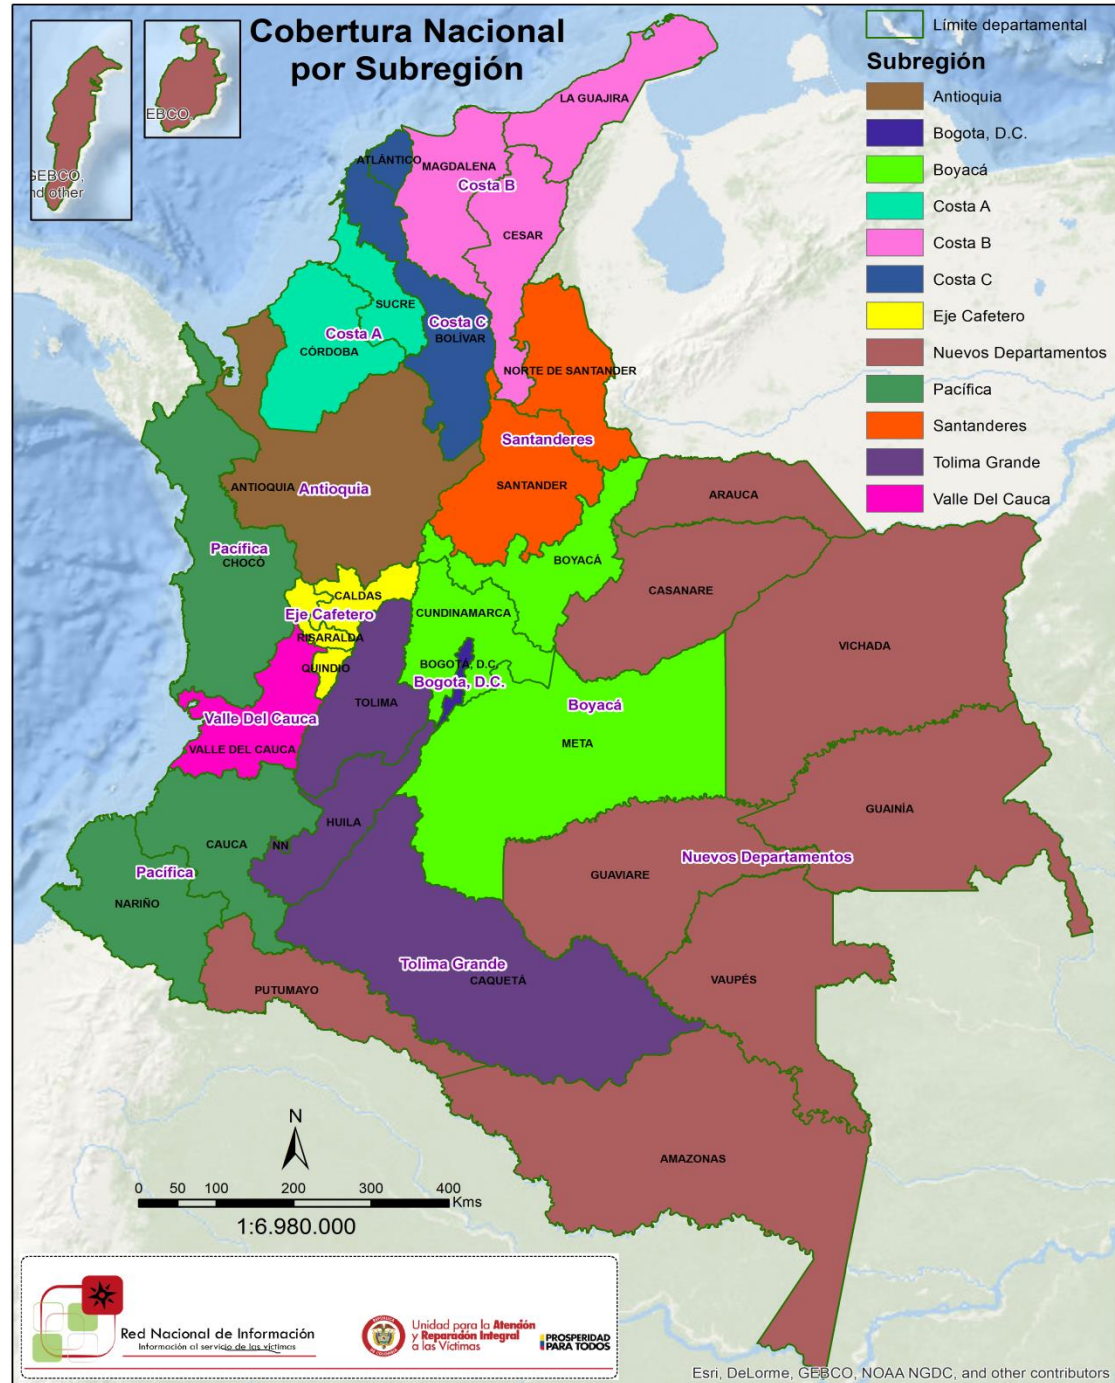 Cobertura Nacional
por Subregión
EBCO,
GEBCO,
nd other
Límite departamental
Subregión
Antioquia
Bogota, D.C.
Boyacá
Costa A
Costa B
Costa C
Eje Cafetero
Nuevos Departamentos
Pacífica
Santanderes
Tolima Grande
Valle Del Cauca
LA GUAJIRA
ATLÁNTICO
MAGDALENA
Costa B
CESAR
SUCRE
Costa A
CÓRDOBA
Costa C
BOLÍVAR
NORTE DE SANTANDER
Santanderes
SANTANDER
ANTIOQUIA
Antioquia
ARAUCA
Pacífica
CHOCÓ
BOYACÁ
CASANARE
CALDAS
Eje Cafetero
RISARALDA
QUINDIO
CUNDINAMARCA
BOGOTÁ, D.C.
Bogota, D.C.
VICHADA
TOLIMA
Boyacá
META
Valle Del Cauca
VALLE DEL CAUCA
GUAINÍA
HUILA
NN
CAUCA
Pacífica
NARIÑO
Nuevos Departamentos
GUAVIARE
Tolima Grande
CAQUETÁ
VAUPÉS
PUTUMAYO
AMAZONAS
N
0 50 100 200 300 400
Kms
1:6.980.000
Red Nacional de Información
Información al servicio de las víctimas
Unidad para la Atención
y Reparación Integral
a las Víctimas
PROSPERIDAD
PARA TODOS
Esri, DeLorme, GEBCO, NOAA NGDC, and other contributors